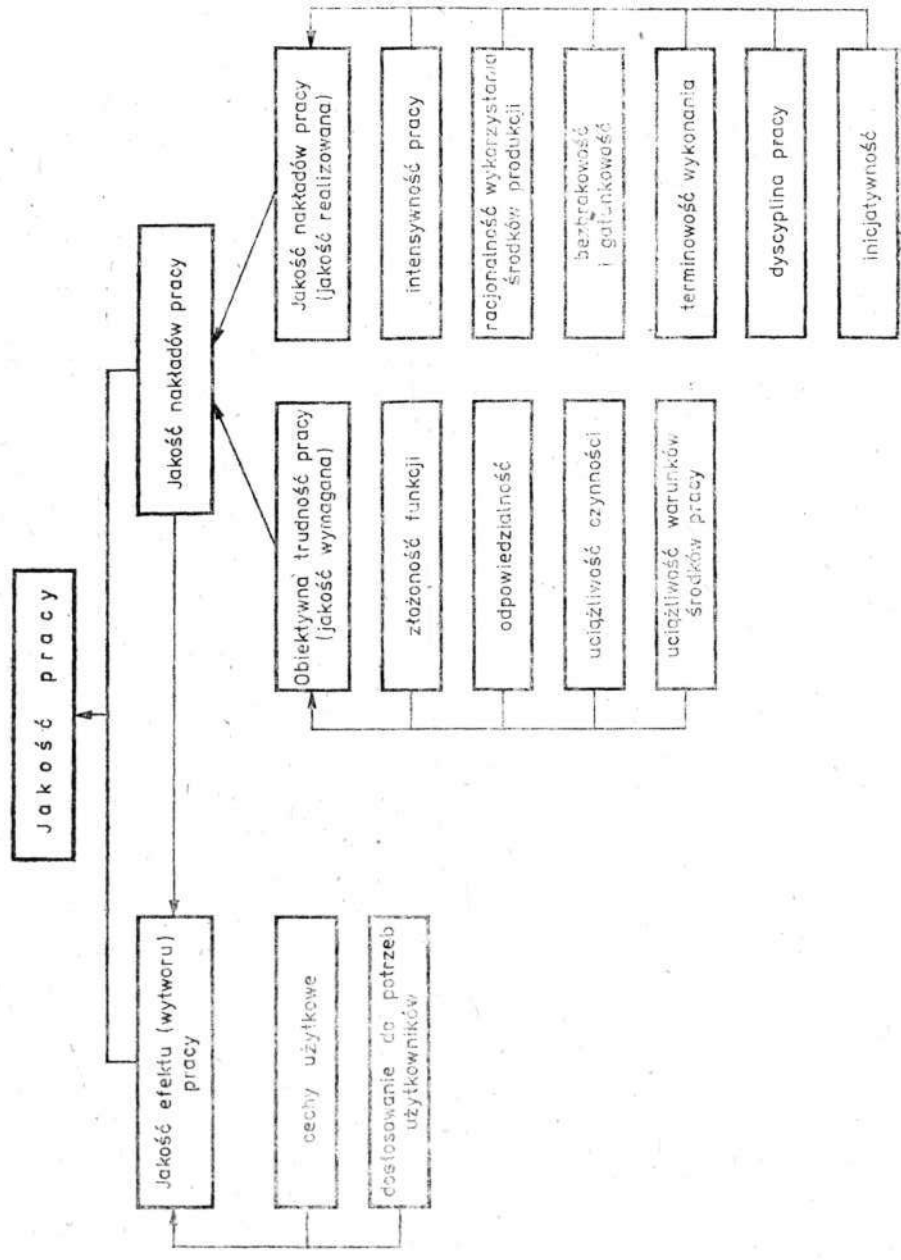 Jakość pracy
Jakość efektu (wytworu)
pracy
Jakość nakładów pracy
cechy użytkowe
dostosowanie do potrzeb
użytkowników
Obiektywna trudność pracy
(jakość wymagana)
złożoność funkcji
odpowiedzialność
uciążliwość czynności
uciążliwość warunków
środków pracy
Jakość nakładów pracy
(jakość realizowana)
intensywność pracy
racjonalność wykorzystania
środków produkcji
bezbrakowość
i gatunkowość
terminowość wykonania
dyscyplina pracy
inicjatywność